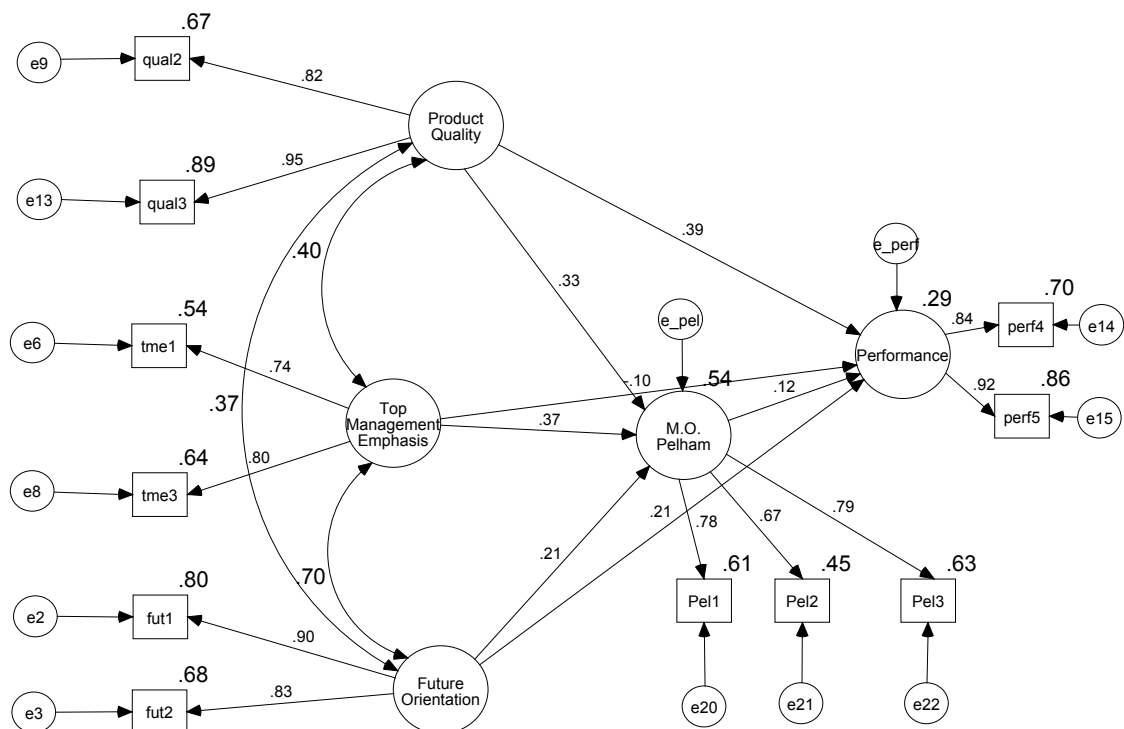 .67
e9
qual2
.82
Product
Quality
.89
.95
e13
qual3
.39
e_perf
.40
.33
.70
.29
.54
e_pel
.84
perf4
e14
e6
tme1
Performance
.74
-.10
.54
.92
.86
.37
.12
Top
Management
Emphasis
.37
M.O.
Pelham
perf5
e15
.64
.80
e8
tme3
.21
.79
.78
.67
.21
.80
.70
.61
.45
.63
e2
fut1
Pel1
Pel2
Pel3
.90
.68
Future
Orientation
.83
e3
fut2
e20
e21
e22